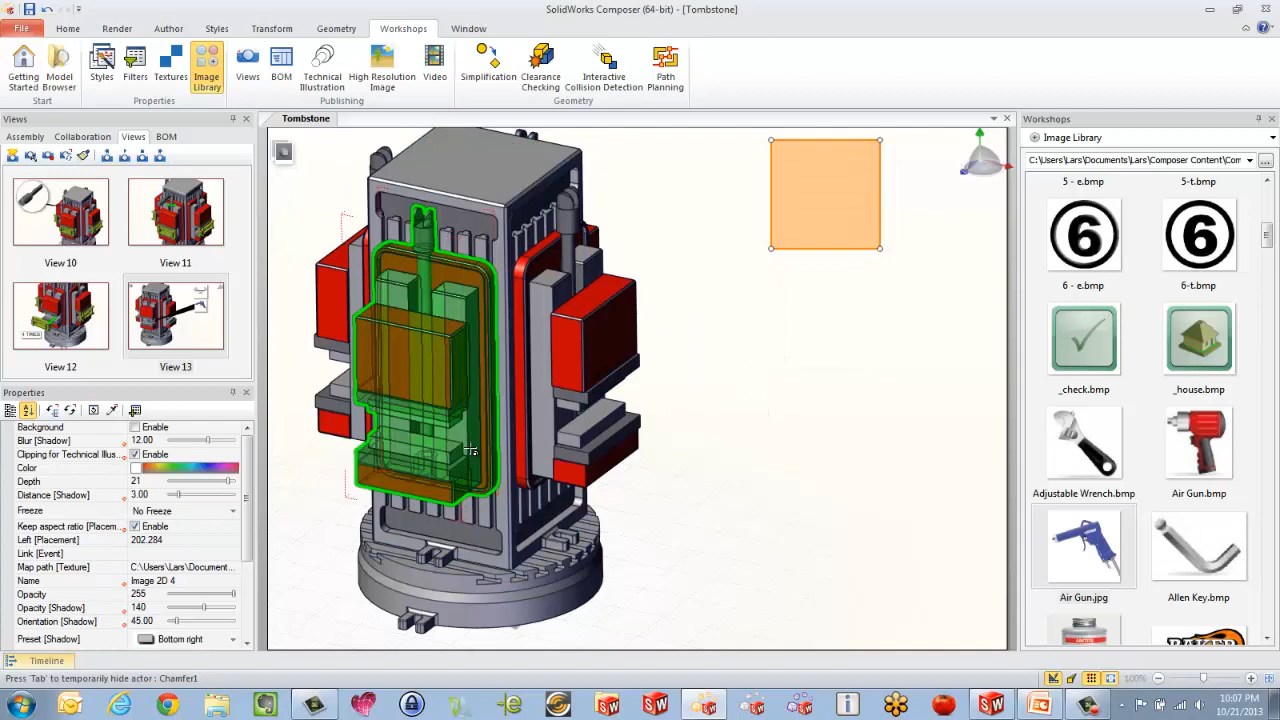 SolidWorks Composer (64-bit) - [Tombstone]
File Home Render Author Styles Transform Geometry Workshops Window
Getting Started Model Browser Styles Filters Textures Image Library Views BOM Technical Illustration High Resolution Image Video Simplification Clearance Checking Interactive Collision Detection Path Planning
Start Properties Publishing Geometry
Views
Assembly Collaboration Views BOM
View 10 View 11
4 TIMES
View 12 View 13
Properties
Background Enable
Blur [Shadow] 12.00
Clipping for Technical Illus... Enable
Color
Depth 21
Distance [Shadow] 3.00
Freeze No Freeze
Keep aspect ratio [Placem... Enable
Left [Placement] 202.284
Link [Event]
Map path [Texture] C:\Users\Lars\Document...
Name Image 2D 4
Opacity 255
Opacity [Shadow] 140
Orientation [Shadow] 45.00
Preset [Shadow] Bottom right
Tombstone
Workshops
Image Library
C:\Users\Lars\Documents\Lars\Composer Content\Com
5 - e.bmp 5-t.bmp
6 6
6 - e.bmp 6-t.bmp
_check.bmp _house.bmp
Adjustable Wrench.bmp Air Gun.bmp
Air Gun.jpg Allen Key.bmp
Timeline
Press 'Tab' to temporarily hide actor : Chamfer1
100%
10:07 PM
10/21/2013